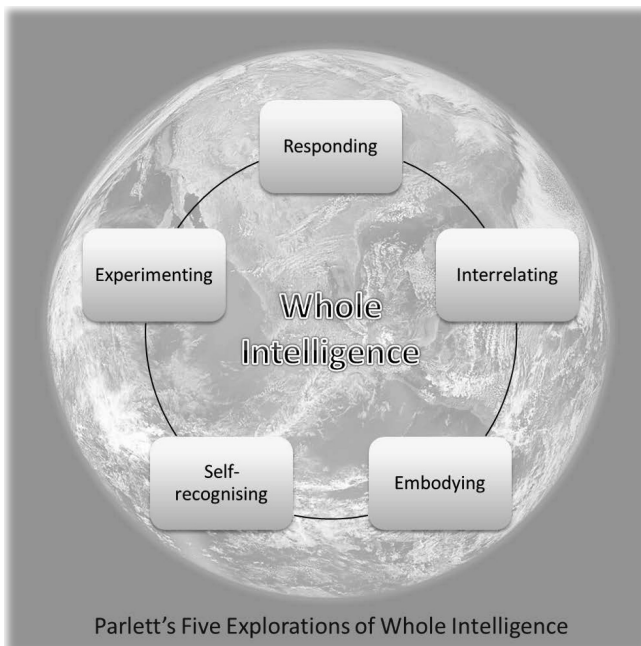 Responding
Experimenting
Interrelating
Whole
Intelligence
Self-
recognising
Embodying
Parlett's Five Explorations of Whole Intelligence